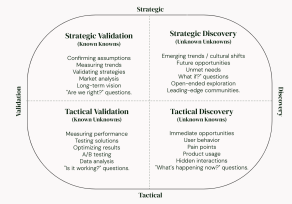 Strategic
Strategic Validation
(Known Knowns)
Confirming assumptions
Measuring trends
Validating strategies
Market analysis
Long-term vision
"Are we right?" questions.
Strategic Discovery
(Unknown Unknowns)
Emerging trends / cultural shifts
Future opportunities
Unmet needs
"What if?" questions
Open-ended exploration
Leading-edge communities.
Validation
Discovery
Tactical Validation
(Known Unknowns)
Measuring performance
Testing solutions
Optimizing results
A/B testing
Data analysis
"Is it working?" questions.
Tactical Discovery
(Unknown Knowns)
Immediate opportunities
User behavior
Pain points
Product usage
Hidden interactions
"What's happening now?" questions.
Tactical